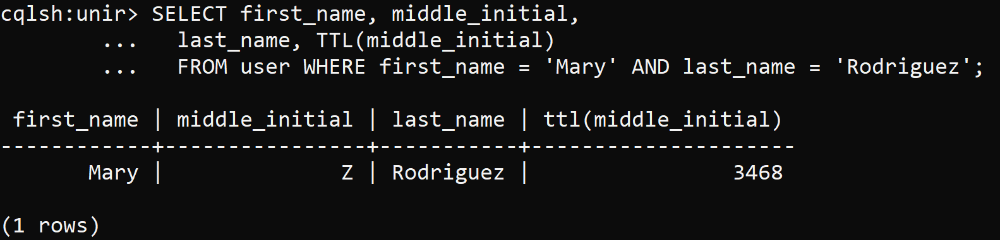 cqlsh:unir> SELECT first_name, middle_initial,
        ...   last_name, TTL(middle_initial)
        ...   FROM user WHERE first_name = 'Mary' AND last_name = 'Rodriguez';
 first_name | middle_initial | last_name | ttl(middle_initial)
------------+----------------+-----------+---------------------
       Mary |              Z | Rodriguez |                3468
(1 rows)